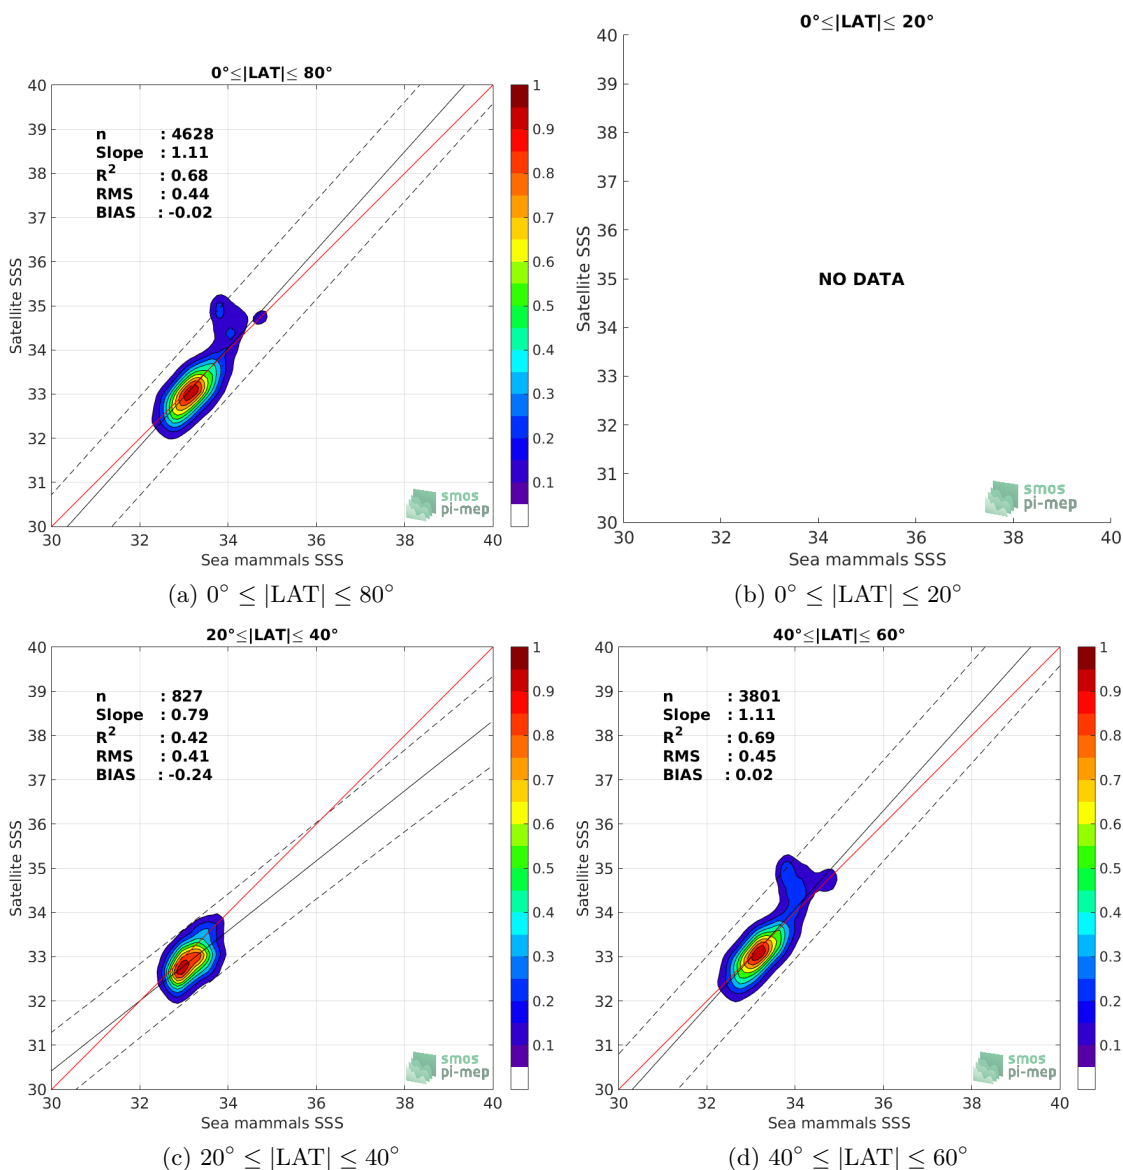 0°≤|LAT|≤ 80°
n : 4628
Slope : 1.11
R² : 0.68
RMS : 0.44
BIAS : -0.02
40
39
38
37
36
35
34
33
32
31
30
Satellite SSS
30 32 34 36 38 40
Sea mammals SSS
1
0.9
0.8
0.7
0.6
0.5
0.4
0.3
0.2
0.1
smos
pi-mep
(a) 0° ≤ |LAT| ≤ 80°
0°≤|LAT|≤ 20°
40
39
38
37
36
35
34
33
32
31
30
Satellite SSS
NO DATA
smos
pi-mep
30 32 34 36 38 40
Sea mammals SSS
(b) 0° ≤ |LAT| ≤ 20°
20°≤|LAT|≤ 40°
n : 827
Slope : 0.79
R² : 0.42
RMS : 0.41
BIAS : -0.24
40
39
38
37
36
35
34
33
32
31
30
Satellite SSS
30 32 34 36 38 40
Sea mammals SSS
1
0.9
0.8
0.7
0.6
0.5
0.4
0.3
0.2
0.1
smos
pi-mep
(c) 20° ≤ |LAT| ≤ 40°
40°≤|LAT|≤ 60°
n : 3801
Slope : 1.11
R² : 0.69
RMS : 0.45
BIAS : 0.02
40
39
38
37
36
35
34
33
32
31
30
Satellite SSS
30 32 34 36 38 40
Sea mammals SSS
1
0.9
0.8
0.7
0.6
0.5
0.4
0.3
0.2
0.1
smos
pi-mep
(d) 40° ≤ |LAT| ≤ 60°